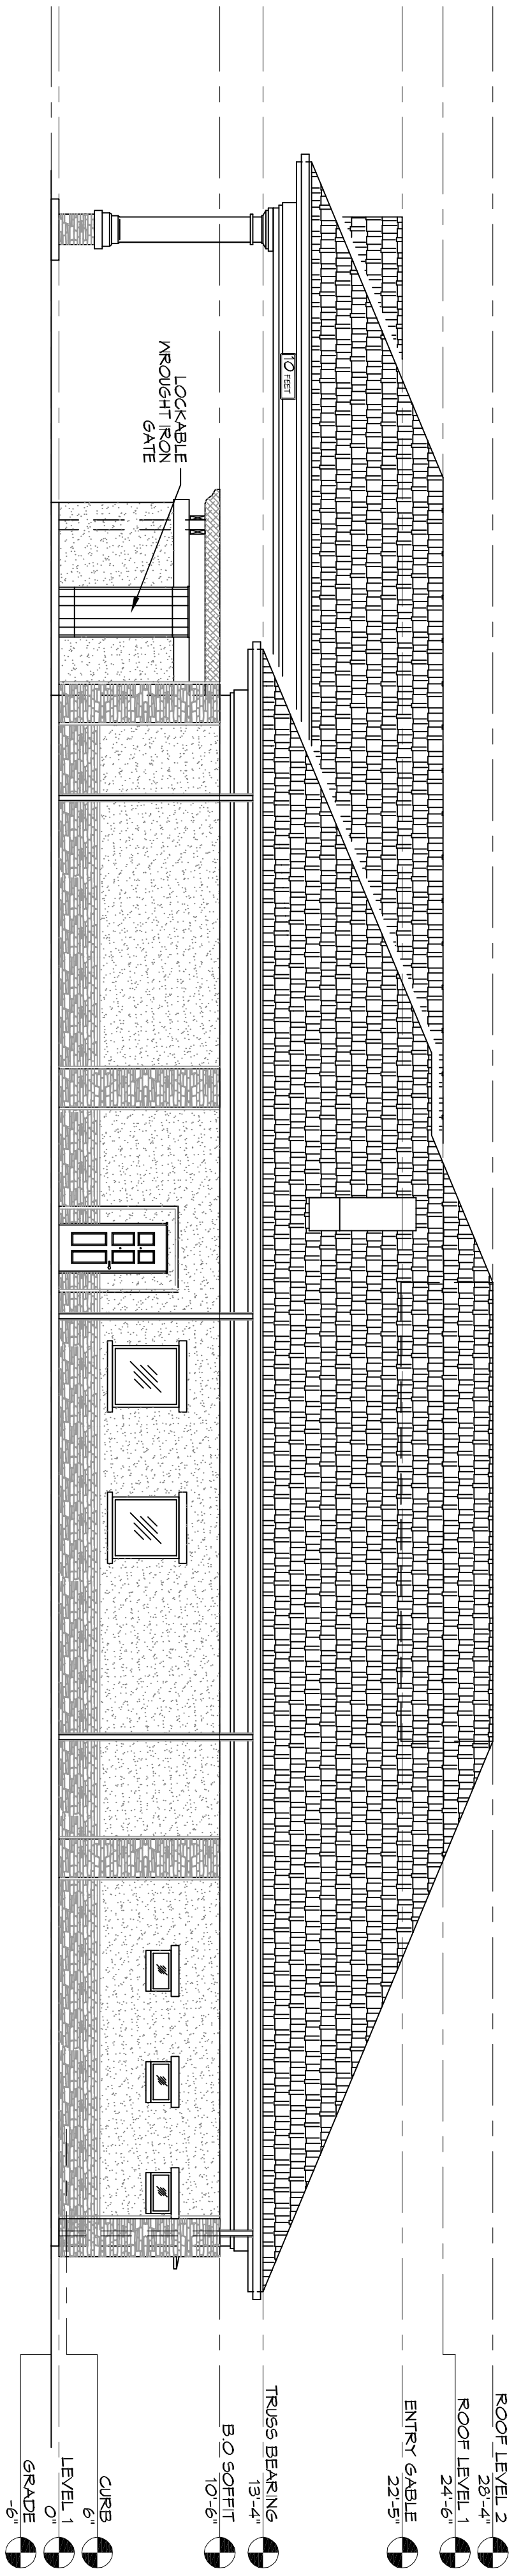 ROOF LEVEL 2
28'-4"
ROOF LEVEL 1
24'-6"
ENTRY GABLE
22'-5"
TRUSS BEARING
13'-4"
B.O SOFFIT
10'-6"
CURB
6"
LEVEL 1
0"
GRADE
-6"
10 FEET
LOCKABLE
WROUGHT IRON
GATE